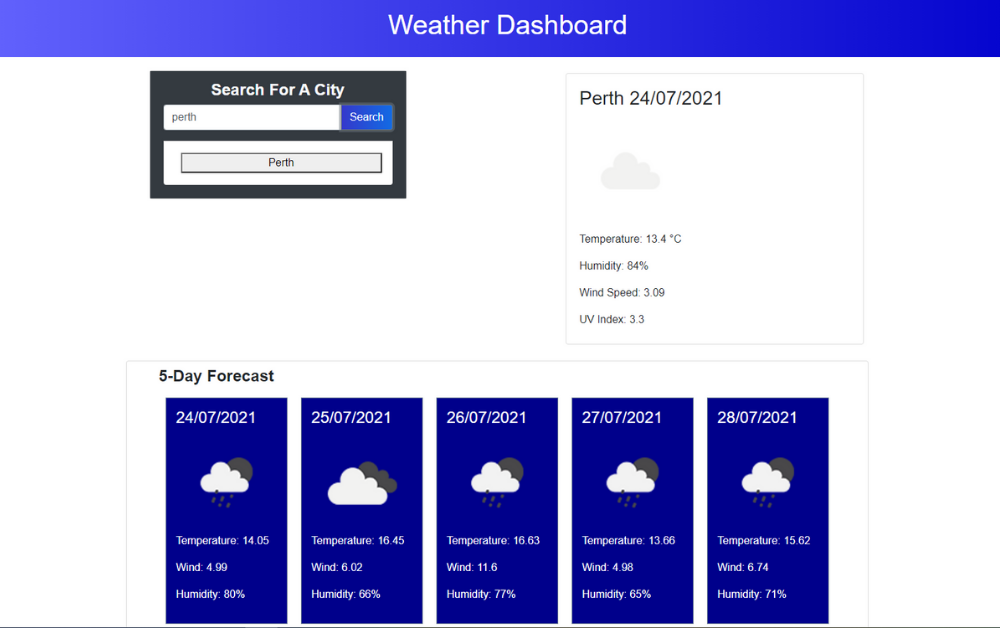 Weather Dashboard
Search For A City
perth
Search
Perth
Perth 24/07/2021
Temperature: 13.4 °C
Humidity: 84%
Wind Speed: 3.09
UV Index: 3.3
5-Day Forecast
24/07/2021
Temperature: 14.05
Wind: 4.99
Humidity: 80%
25/07/2021
Temperature: 16.45
Wind: 6.02
Humidity: 66%
26/07/2021
Temperature: 16.63
Wind: 11.6
Humidity: 77%
27/07/2021
Temperature: 13.66
Wind: 4.98
Humidity: 65%
28/07/2021
Temperature: 15.62
Wind: 6.74
Humidity: 71%